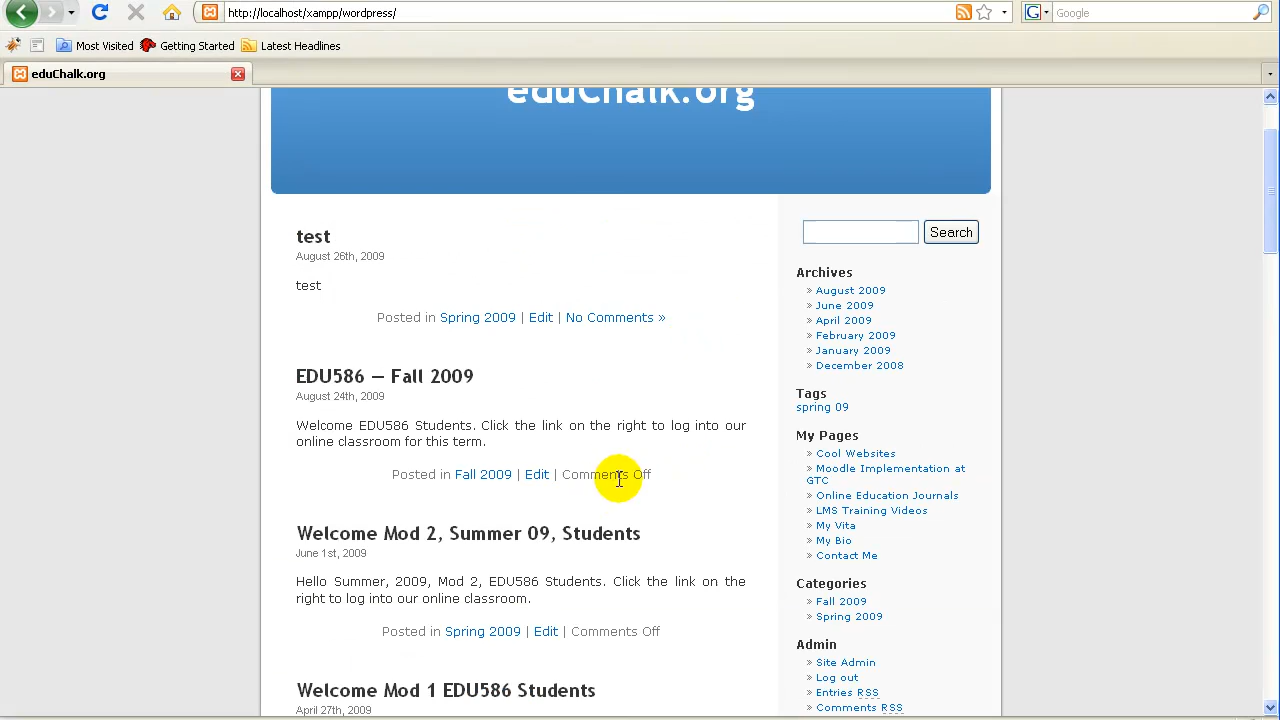 http://localhost/xampp/wordpress/
Google
Most Visited
Getting Started
Latest Headlines
eduChalk.org
eduChalk.org
test
August 26th, 2009
test
Posted in Spring 2009 | Edit | No Comments »
EDU586 — Fall 2009
August 24th, 2009
Welcome EDU586 Students. Click the link on the right to log into our
online classroom for this term.
Posted in Fall 2009 | Edit | Comments Off
Welcome Mod 2, Summer 09, Students
June 1st, 2009
Hello Summer, 2009, Mod 2, EDU586 Students. Click the link on the
right to log into our online classroom.
Posted in Spring 2009 | Edit | Comments Off
Welcome Mod 1 EDU586 Students
April 27th, 2009
Search
Archives
» August 2009
» June 2009
» April 2009
» February 2009
» January 2009
» December 2008
Tags
spring 09
My Pages
» Cool Websites
» Moodle Implementation at
GTC
» Online Education Journals
» LMS Training Videos
» My Vita
» My Bio
» Contact Me
Categories
» Fall 2009
» Spring 2009
Admin
» Site Admin
» Log out
» Entries RSS
» Comments RSS